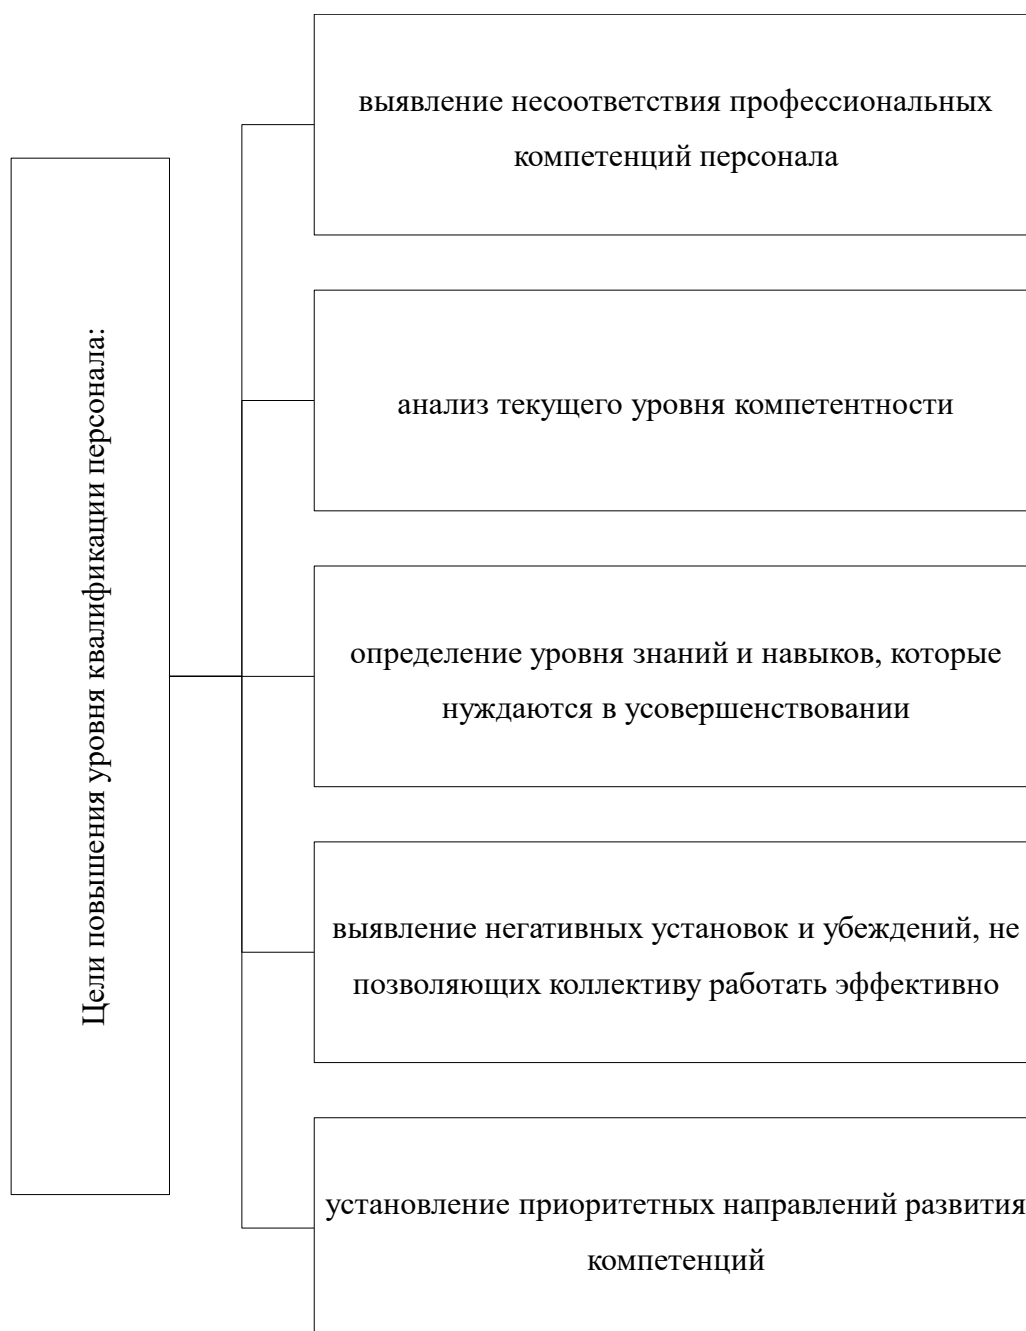 Цели повышения уровня квалификации персонала:
выявление несоответствия профессиональных
компетенций персонала
анализ текущего уровня компетентности
определение уровня знаний и навыков, которые
нуждаются в усовершенствовании
выявление негативных установок и убеждений, не
позволяющих коллективу работать эффективно
установление приоритетных направлений развития
компетенций